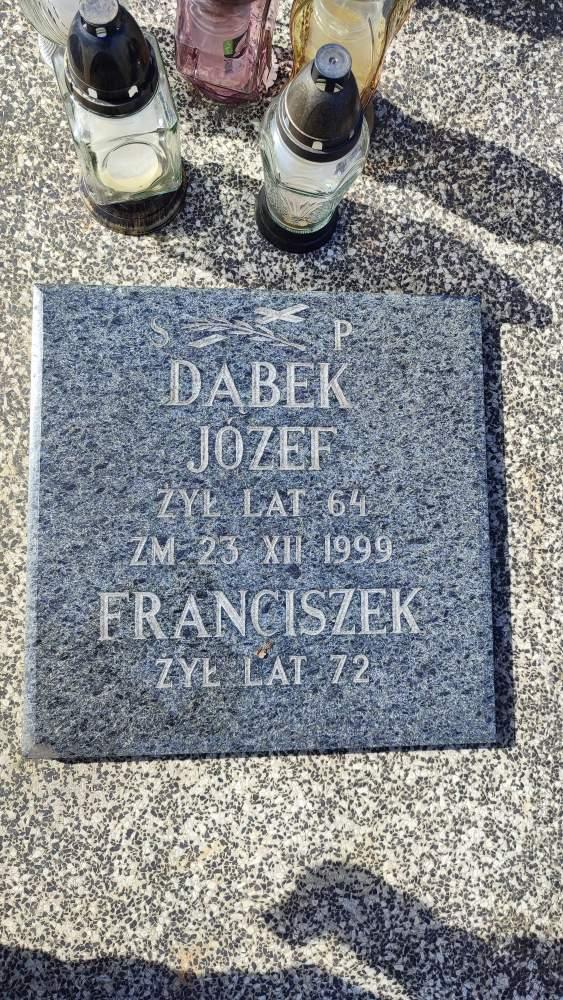 S P
DĄBEK
JÓZEF
ŻYŁ LAT 64
ZM 23 XII 1999
FRANCISZEK
ŻYŁ LAT 72